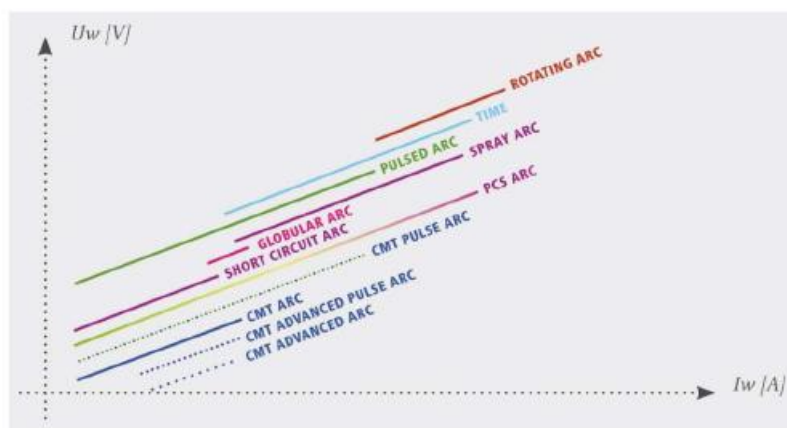 Uw [V]
ROTATING ARC
TIME
PULSED ARC
SPRAY ARC
PCS ARC
GLOBULAR ARC
SHORT CIRCUIT ARC
CMT PULSE ARC
CMT ARC
CMT ADVANCED PULSE ARC
CMT ADVANCED ARC
Iw [A]